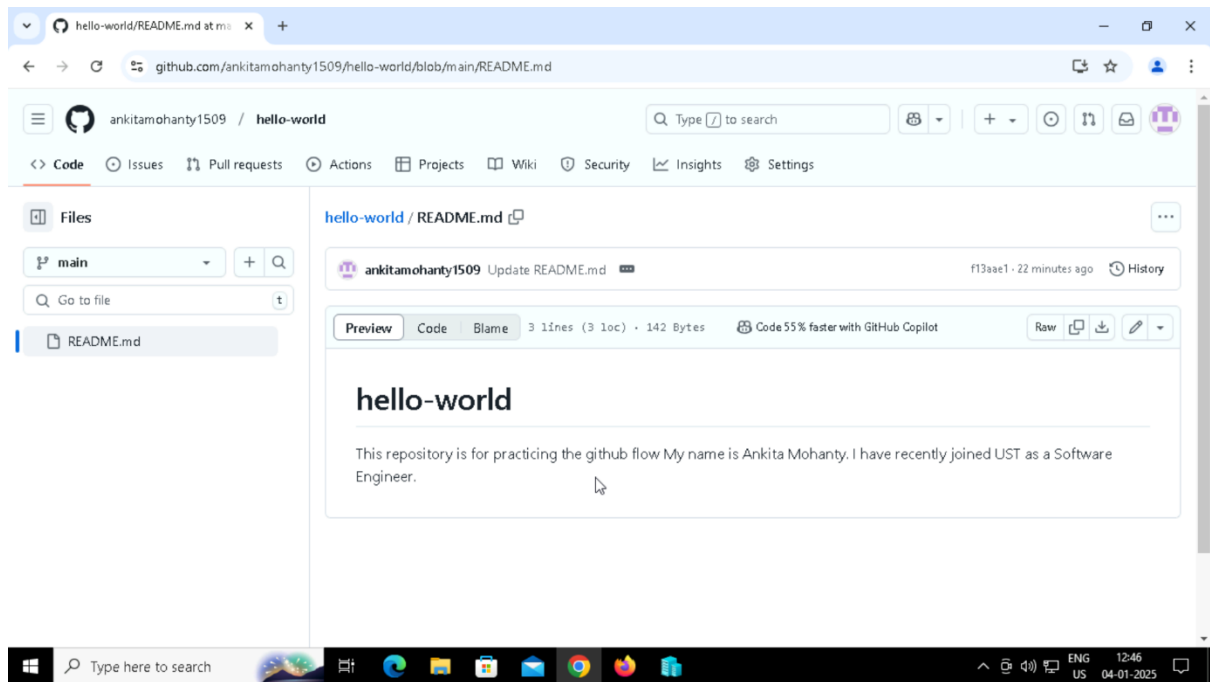 hello-world/README.md at ma
github.com/ankitamohanty1509/hello-world/blob/main/README.md
ankitamohanty1509 / hello-world
Type / to search
Code Issues Pull requests Actions Projects Wiki Security Insights Settings
Files
hello-world / README.md
main
ankitamohanty1509 Update README.md
f13aae1 · 22 minutes ago History
Go to file t
Preview Code Blame 3 lines (3 loc) · 142 Bytes Code 55% faster with GitHub Copilot Raw
README.md
hello-world
This repository is for practicing the github flow My name is Ankita Mohanty. I have recently joined UST as a Software
Engineer.
Type here to search
ENG
US
12:46
04-01-2025